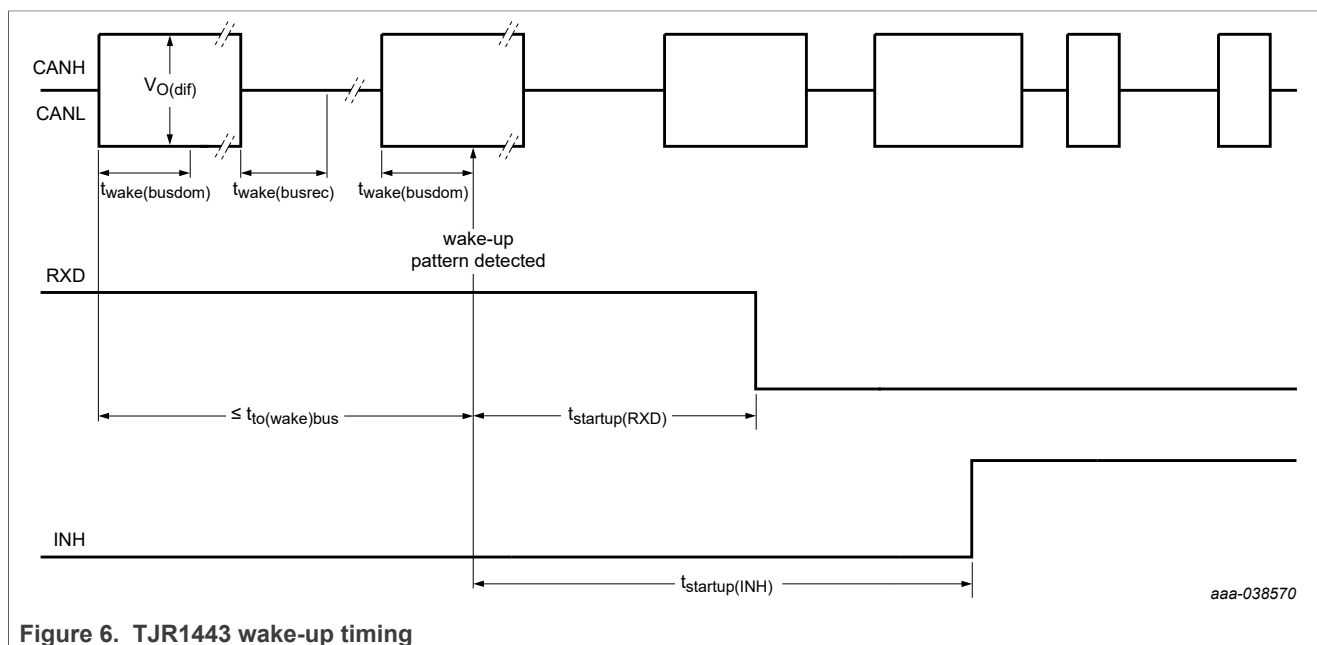 CANH
V_O(dif)
CANL
t_wake(busdom) t_wake(busrec) t_wake(busdom)
wake-up
pattern detected
RXD
≤ t_to(wake)bus t_startup(RXD)
INH
t_startup(INH)
aaa-038570
Figure 6. TJR1443 wake-up timing